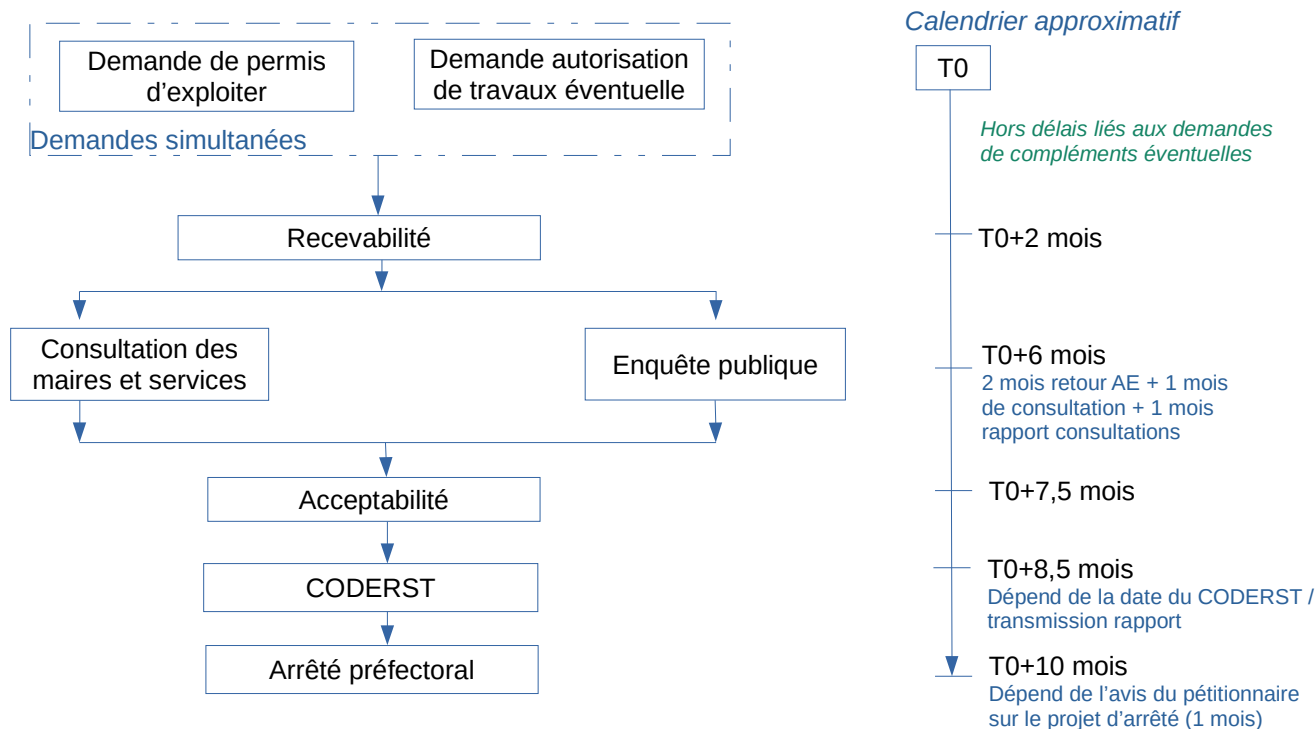 Demande de permis
d'exploiter
Demande autorisation
de travaux éventuelle
Demandes simultanées
Recevabilité
Consultation des
maires et services
Enquête publique
Acceptabilité
CODERST
Arrêté préfectoral
Calendrier approximatif
T0
Hors délais liés aux demandes
de compléments éventuelles
T0+2 mois
T0+6 mois
2 mois retour AE + 1 mois
de consultation + 1 mois
rapport consultations
T0+7,5 mois
T0+8,5 mois
Dépend de la date du CODERST /
transmission rapport
T0+10 mois
Dépend de l’avis du pétitionnaire
sur le projet d’arrêté (1 mois)